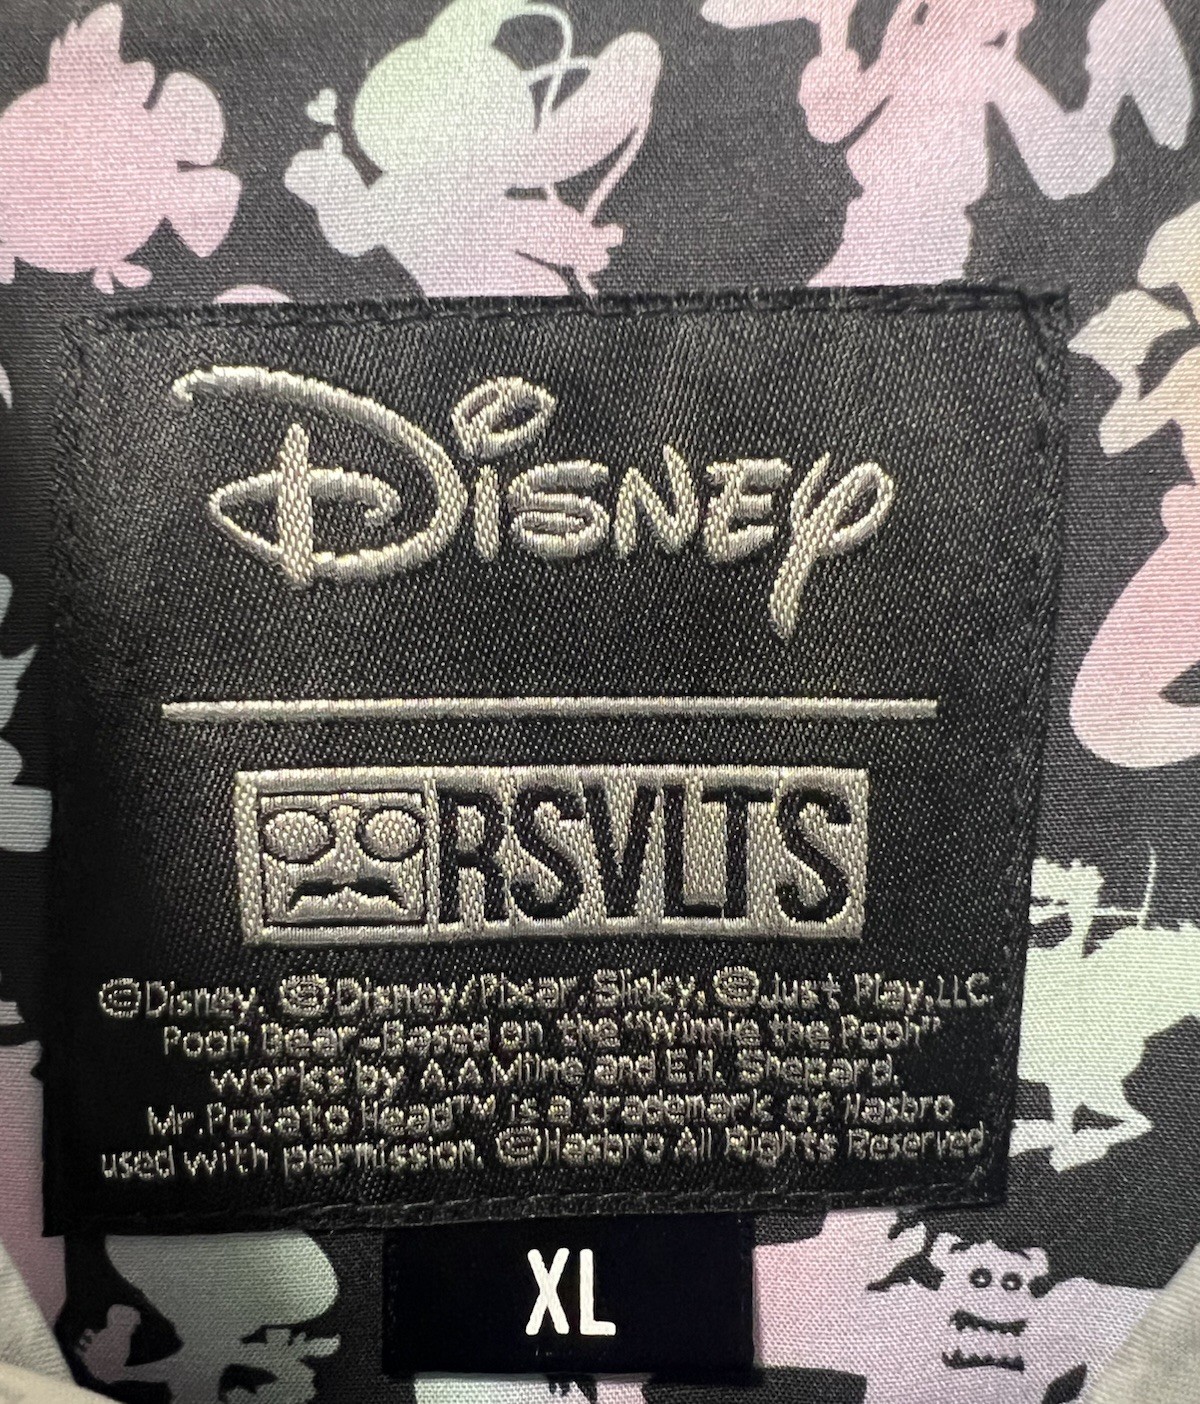 Disney
RSVLTS
©Disney. ©Disney/Pixar. Slinky. ©Just Play, LLC
Pooh Bear-Based on the "Winnie the Pooh"
works by A.A Milne and E.H. Shepard.
Mr.Potato Head™ is a trademark of Hasbro
used with permission. ©Hasbro All Rights Reserved
XL